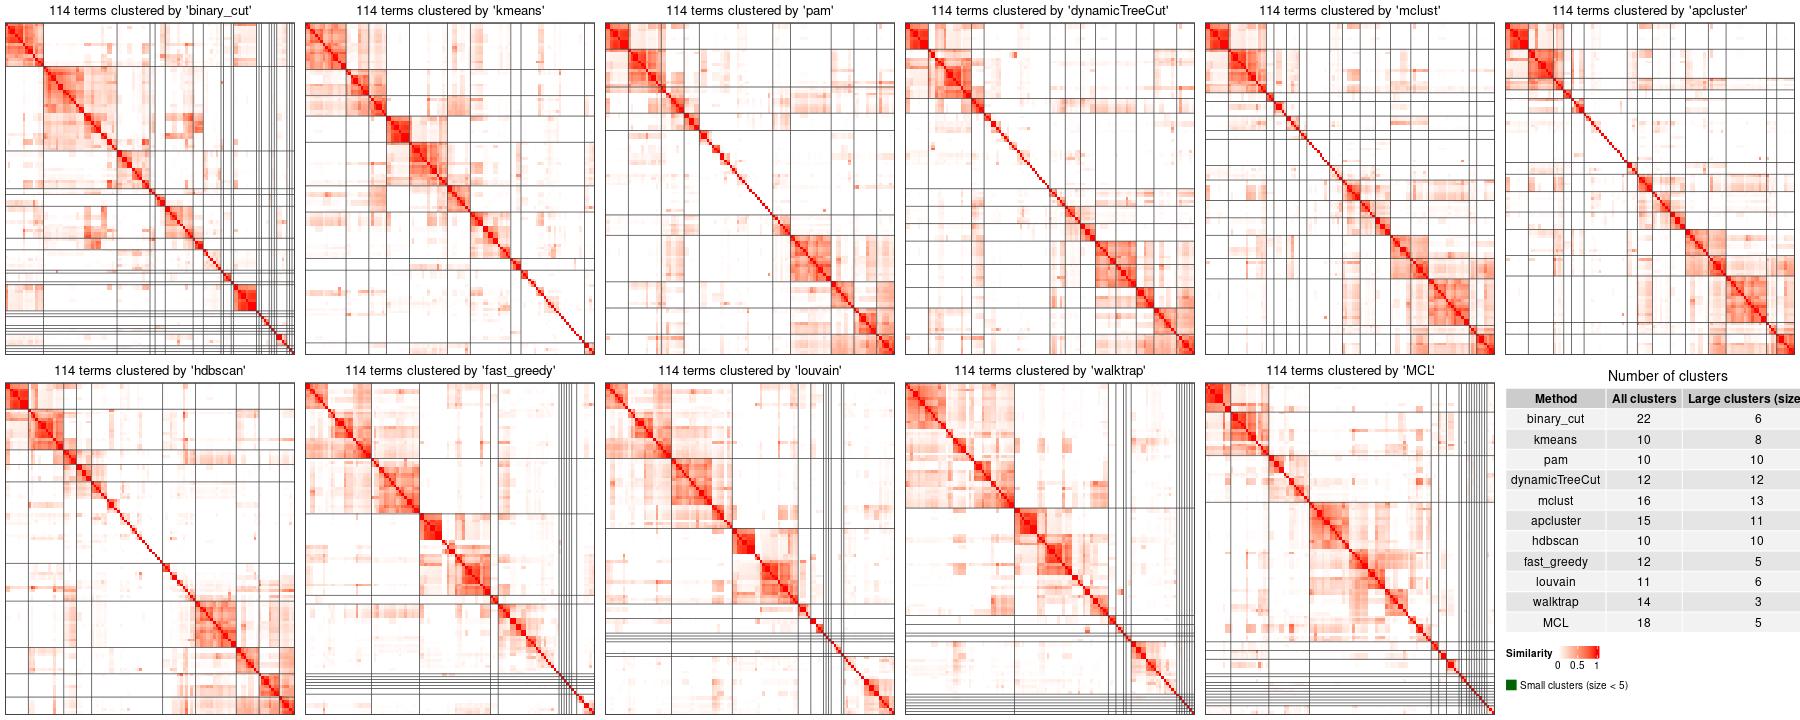 114 terms clustered by 'binary_cut'
114 terms clustered by 'kmeans'
114 terms clustered by 'pam'
114 terms clustered by 'dynamicTreeCut'
114 terms clustered by 'mclust'
114 terms clustered by 'apcluster'
114 terms clustered by 'hdbscan'
114 terms clustered by 'fast_greedy'
114 terms clustered by 'louvain'
114 terms clustered by 'walktrap'
114 terms clustered by 'MCL'
Number of clusters
Method All clusters Large clusters (size
binary_cut 22 6
kmeans 10 8
pam 10 10
dynamicTreeCut 12 12
mclust 16 13
apcluster 15 11
hdbscan 10 10
fast_greedy 12 5
louvain 11 6
walktrap 14 3
MCL 18 5
Similarity
0 0.5 1
Small clusters (size < 5)